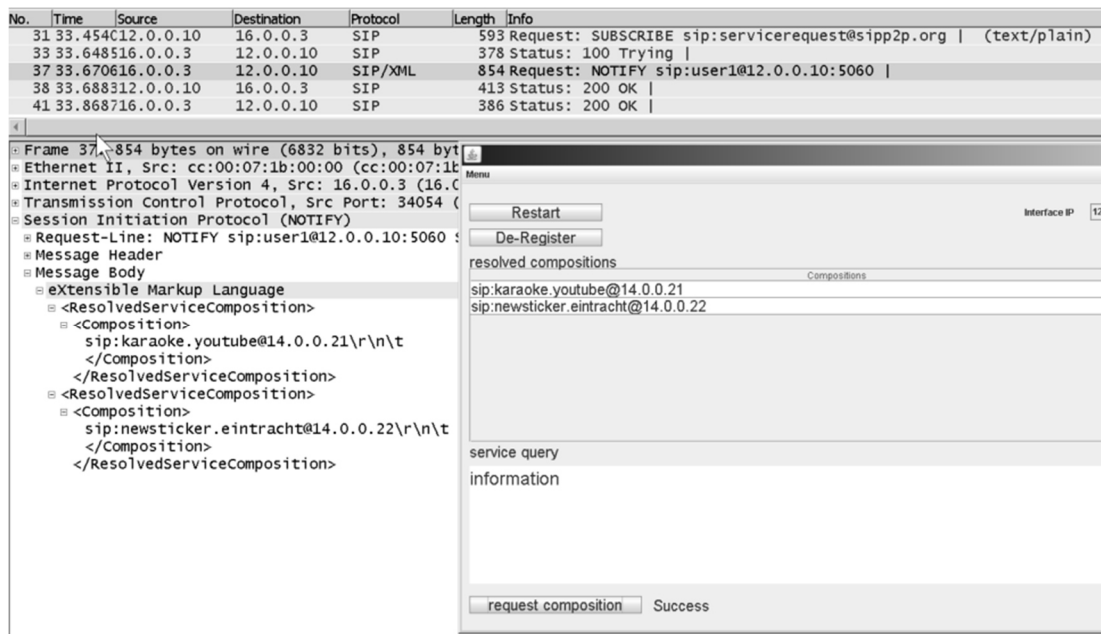 No. Time Source Destination Protocol Length Info
31 33.454012.0.0.10 16.0.0.3 SIP 593 Request: SUBSCRIBE sip:servicerequest@sipp2p.org | (text/plain)
33 33.648516.0.0.3 12.0.0.10 SIP 378 Status: 100 Trying |
37 33.670616.0.0.3 12.0.0.10 SIP/XML 854 Request: NOTIFY sip:user1@12.0.0.10:5060 |
38 33.688312.0.0.10 16.0.0.3 SIP 413 Status: 200 OK |
41 33.868716.0.0.3 12.0.0.10 SIP 386 Status: 200 OK |
Frame 37 854 bytes on wire (6832 bits), 854 byt
Ethernet II, Src: cc:00:07:1b:00:00 (cc:00:07:1b
Internet Protocol Version 4, Src: 16.0.0.3 (16.0
Transmission Control Protocol, Src Port: 34054 (
Session Initiation Protocol (NOTIFY)
Request-Line: NOTIFY sip:user1@12.0.0.10:5060 S
Message Header
Message Body
eXtensible Markup Language
<ResolvedServiceComposition>
<Composition>
sip:karaoke.youtube@14.0.0.21\r\n\t
</Composition>
</ResolvedServiceComposition>
<ResolvedServiceComposition>
<Composition>
sip:newsticker.eintracht@14.0.0.22\r\n\t
</Composition>
</ResolvedServiceComposition>
Menu
Restart
Interface IP 12
De-Register
resolved compositions
Compositions
sip:karaoke.youtube@14.0.0.21
sip:newsticker.eintracht@14.0.0.22
service query
information
request composition Success